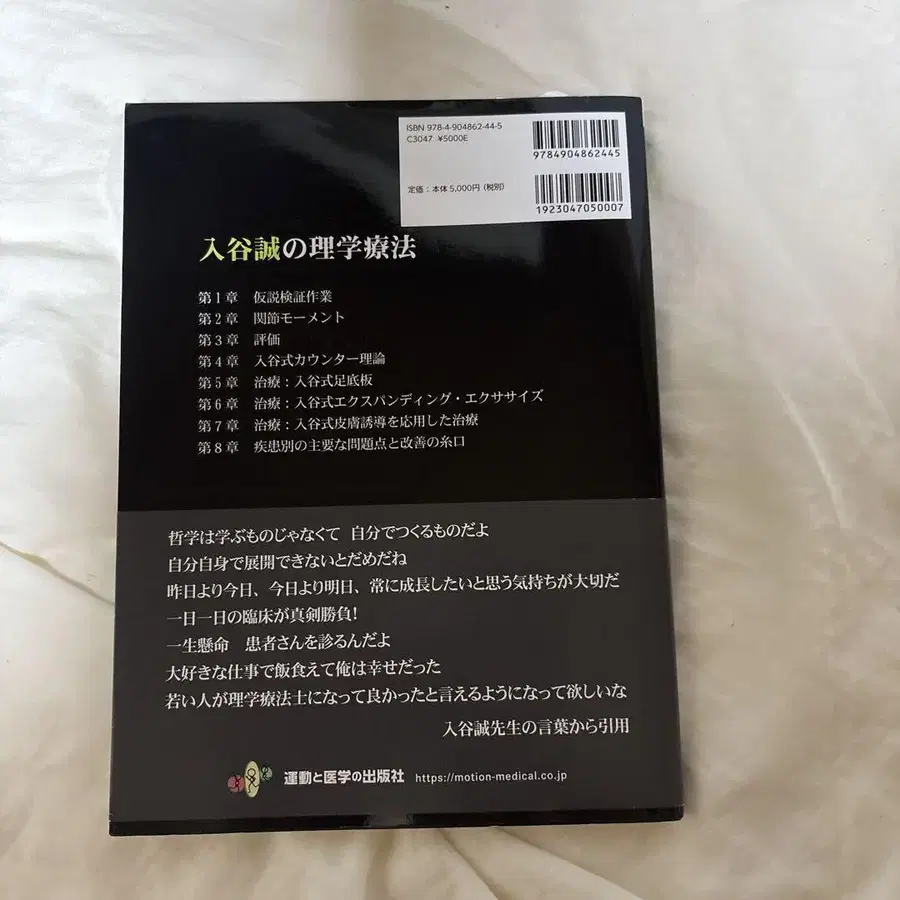 ISBN 978-4-904862-44-5
C3047 ¥5000E
9784904862445
定価：本体 5,000円（税別）
1923047050007
入谷誠の理学療法
第1章 仮説検証作業
第2章 関節モーメント
第3章 評価
第4章 入谷式カウンター理論
第5章 治療：入谷式足底板
第6章 治療：入谷式エクスパンディング・エクササイズ
第7章 治療：入谷式皮膚誘導を応用した治療
第8章 疾患別の主要な問題点と改善の糸口
哲学は学ぶものじゃなくて 自分でつくるものだよ
自分自身で展開できないとだめだね
昨日より今日、今日より明日、常に成長したいと思う気持ちが大切だ
一日一日の臨床が真剣勝負!
一生懸命 患者さんを診るんだよ
大好きな仕事で飯食えて俺は幸せだった
若い人が理学療法士になって良かったと言えるようになって欲しいな
入谷誠先生の言葉から引用
運動と医学の出版社 https://motion-medical.co.jp